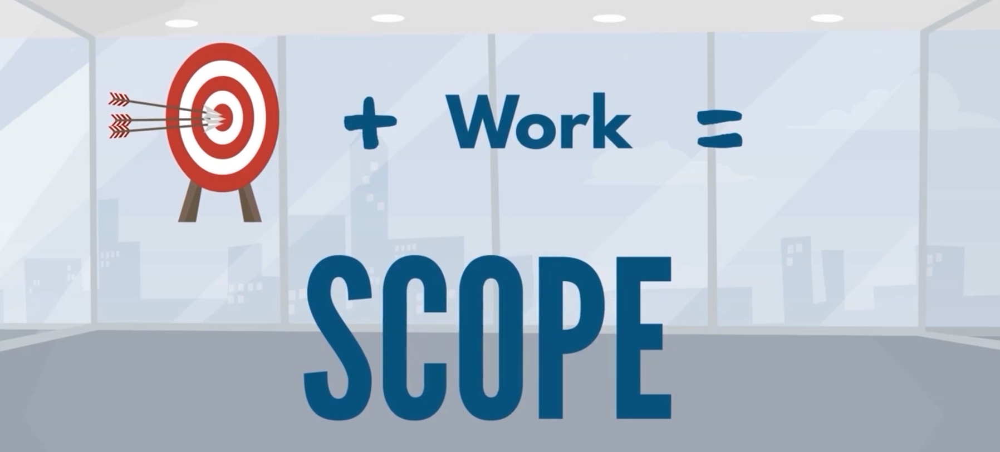 + Work =
SCOPE